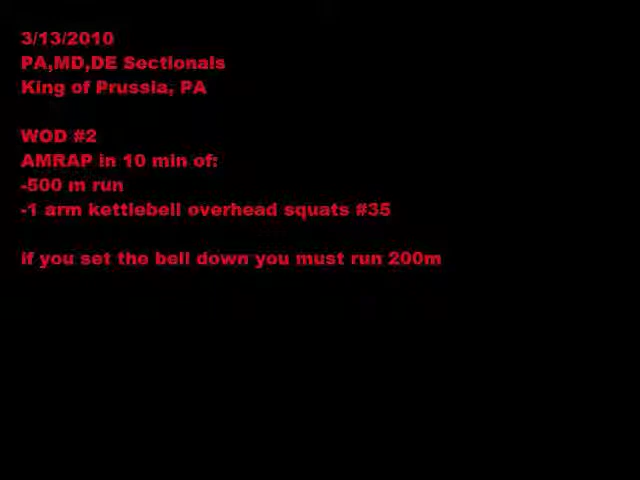 3/13/2010
PA,MD,DE Sectionals
King of Prussia, PA
WOD #2
AMRAP in 10 min of:
-500 m run
-1 arm kettlebell overhead squats #35
if you set the bell down you must run 200m